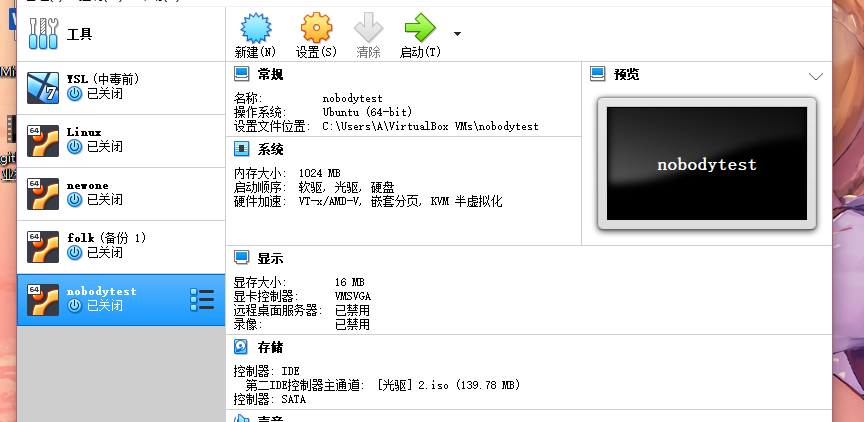 工具
新建(N)
设置(S)
清除
启动(T)
YSL (中毒前)
7
已关闭
64
Linux
已关闭
64
newone
已关闭
64
folk (备份 1)
已关闭
64
nobodytest
已关闭
常规
名称: nobodytest
操作系统: Ubuntu (64-bit)
设置文件位置: C:\Users\A\VirtualBox VMs\nobodytest
系统
内存大小: 1024 MB
启动顺序: 软驱, 光驱, 硬盘
硬件加速: VT-x/AMD-V, 嵌套分页, KVM 半虚拟化
预览
nobodytest
显示
显存大小: 16 MB
显卡控制器: VMSVGA
远程桌面服务器: 已禁用
录像: 已禁用
存储
控制器: IDE
第二IDE控制器主通道: [光驱] 2.iso (139.78 MB)
控制器: SATA